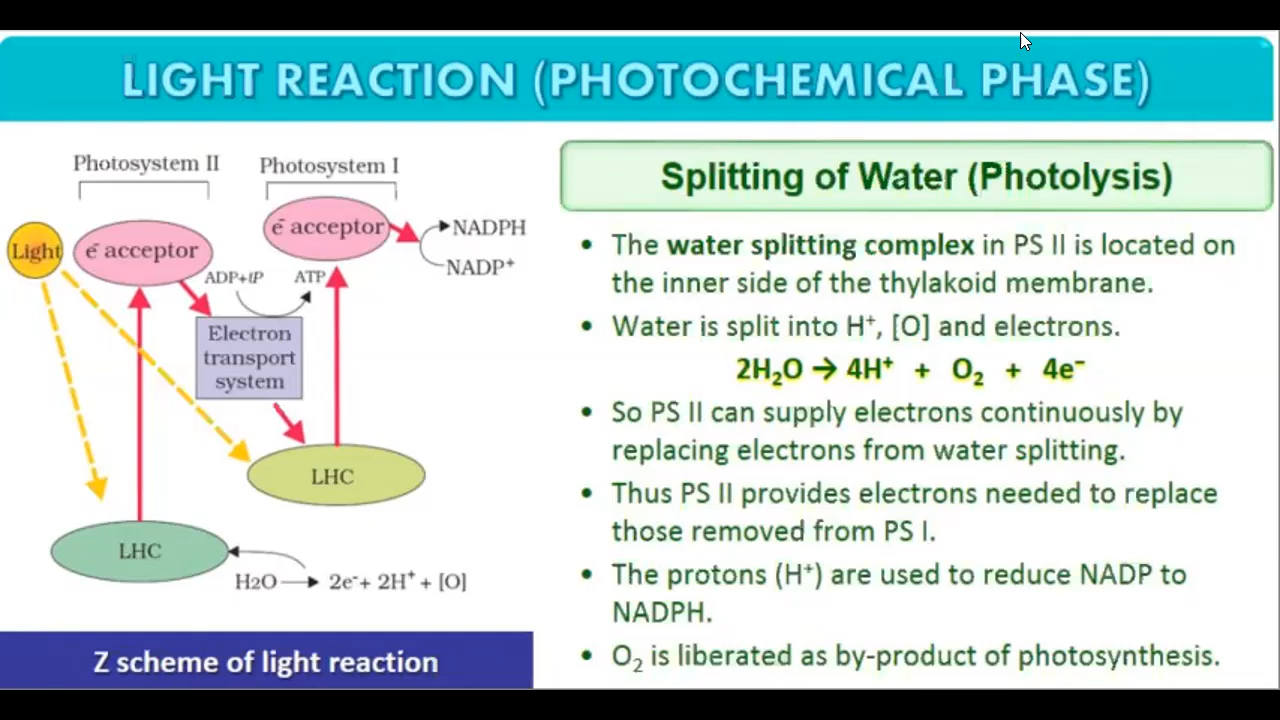 LIGHT REACTION (PHOTOCHEMICAL PHASE)
Photosystem II
Photosystem I
Light
e⁻ acceptor
e⁻ acceptor
NADPH
NADP⁺
ADP+iP
ATP
Electron
transport
system
LHC
LHC
H2O → 2e⁻+ 2H⁺ + [O]
Z scheme of light reaction
Splitting of Water (Photolysis)
• The water splitting complex in PS II is located on
the inner side of the thylakoid membrane.
• Water is split into H⁺, [O] and electrons.
2H₂O → 4H⁺ + O₂ + 4e⁻
• So PS II can supply electrons continuously by
replacing electrons from water splitting.
• Thus PS II provides electrons needed to replace
those removed from PS I.
• The protons (H⁺) are used to reduce NADP to
NADPH.
• O₂ is liberated as by-product of photosynthesis.